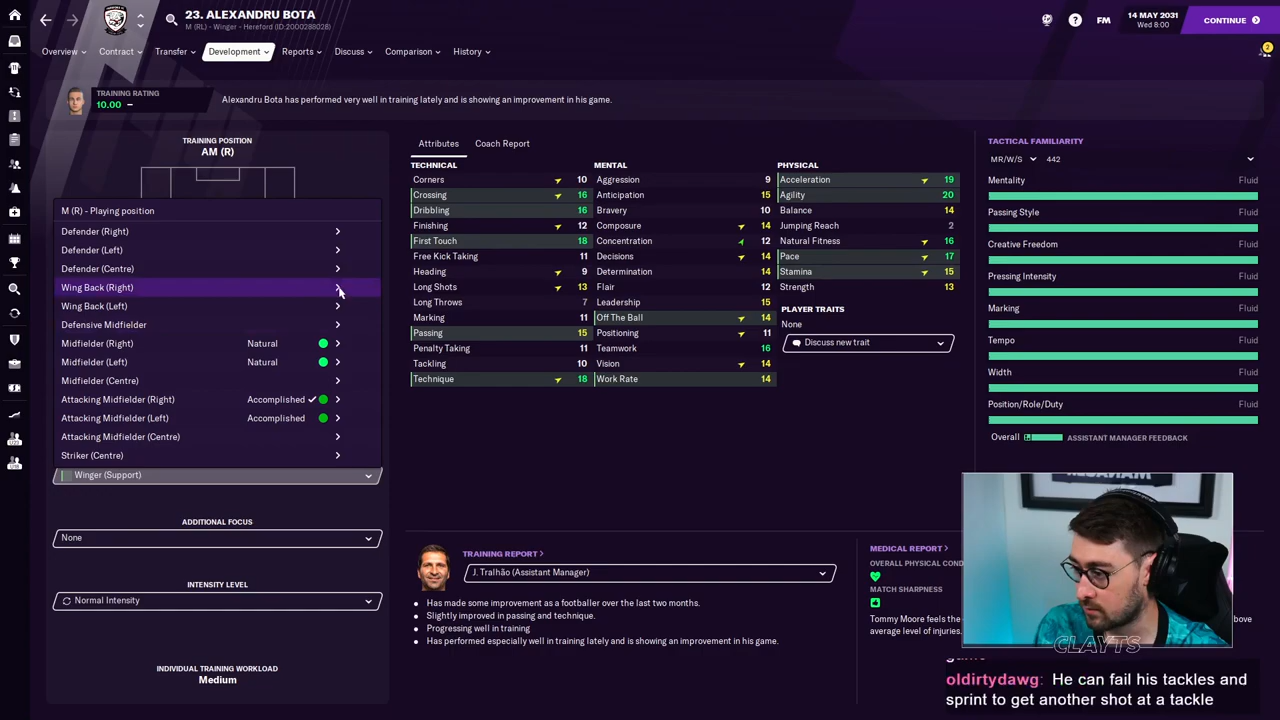 23. ALEXANDRU BOTA
M (RL) - Winger - Hereford (ID:2000288028)
FM
14 MAY 2031
Wed 8:00
CONTINUE
2
Overview
Contract
Transfer
Development
Reports
Discuss
Comparison
History
TRAINING RATING
10.00 –
Alexandru Bota has performed very well in training lately and is showing an improvement in his game.
TRAINING POSITION
AM (R)
M (R) - Playing position
Defender (Right)
Defender (Left)
Defender (Centre)
Wing Back (Right)
Wing Back (Left)
Defensive Midfielder
Midfielder (Right) Natural
Midfielder (Left) Natural
Midfielder (Centre)
Attacking Midfielder (Right) Accomplished
Attacking Midfielder (Left) Accomplished
Attacking Midfielder (Centre)
Striker (Centre)
Winger (Support)
ADDITIONAL FOCUS
None
INTENSITY LEVEL
Normal Intensity
INDIVIDUAL TRAINING WORKLOAD
Medium
Attributes
Coach Report
TECHNICAL
Corners 10
Crossing 16
Dribbling 16
Finishing 12
First Touch 18
Free Kick Taking 11
Heading 9
Long Shots 13
Long Throws 7
Marking 11
Passing 15
Penalty Taking 11
Tackling 10
Technique 18
MENTAL
Aggression 9
Anticipation 15
Bravery 10
Composure 14
Concentration 12
Decisions 14
Determination 14
Flair 12
Leadership 15
Off The Ball 14
Positioning 11
Teamwork 16
Vision 14
Work Rate 14
PHYSICAL
Acceleration 19
Agility 20
Balance 14
Jumping Reach 2
Natural Fitness 16
Pace 17
Stamina 15
Strength 13
PLAYER TRAITS
None
Discuss new trait
TACTICAL FAMILIARITY
MR/W/S
442
Mentality Fluid
Passing Style Fluid
Creative Freedom Fluid
Pressing Intensity Fluid
Marking Fluid
Tempo Fluid
Width Fluid
Position/Role/Duty Fluid
Overall
ASSISTANT MANAGER FEEDBACK
TRAINING REPORT
J. Tralhão (Assistant Manager)
Has made some improvement as a footballer over the last two months.
Slightly improved in passing and technique.
Progressing well in training
Has performed especially well in training lately and is showing an improvement in his game.
MEDICAL REPORT
OVERALL PHYSICAL COND
MATCH SHARPNESS
Tommy Moore feels the
average level of injuries.
above
CLAYTS
game
oldirtydawg: He can fail his tackles and
sprint to get another shot at a tackle